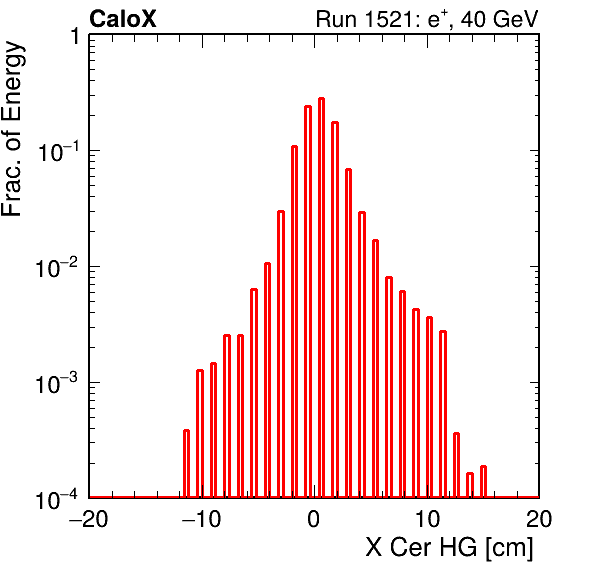 CaloX Run 1521: e⁺, 40 GeV
Frac. of Energy
1
10⁻¹
10⁻²
10⁻³
10⁻⁴
−20 −10 0 10 20
X Cer HG [cm]